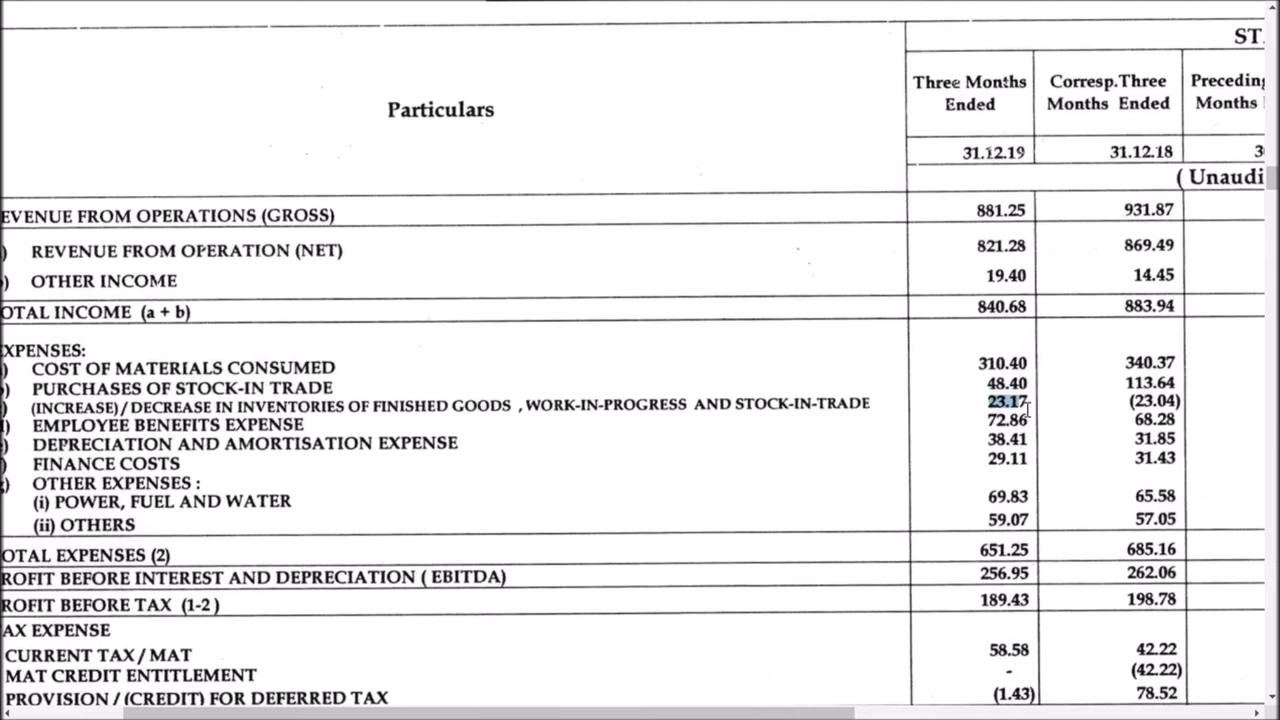 ST
Particulars
Three Months Ended
Corresp.Three Months Ended
Preceding Months
31.12.19 31.12.18 3
( Unaudi
EVENUE FROM OPERATIONS (GROSS) 881.25 931.87
) REVENUE FROM OPERATION (NET) 821.28 869.49
) OTHER INCOME 19.40 14.45
OTAL INCOME (a + b) 840.68 883.94
XPENSES:
) COST OF MATERIALS CONSUMED 310.40 340.37
) PURCHASES OF STOCK-IN TRADE 48.40 113.64
) (INCREASE) / DECREASE IN INVENTORIES OF FINISHED GOODS , WORK-IN-PROGRESS AND STOCK-IN-TRADE 23.17 (23.04)
) EMPLOYEE BENEFITS EXPENSE 72.86 68.28
) DEPRECIATION AND AMORTISATION EXPENSE 38.41 31.85
) FINANCE COSTS 29.11 31.43
) OTHER EXPENSES :
(i) POWER, FUEL AND WATER 69.83 65.58
(ii) OTHERS 59.07 57.05
OTAL EXPENSES (2) 651.25 685.16
ROFIT BEFORE INTEREST AND DEPRECIATION ( EBITDA) 256.95 262.06
ROFIT BEFORE TAX (1-2 ) 189.43 198.78
AX EXPENSE
CURRENT TAX / MAT 58.58 42.22
MAT CREDIT ENTITLEMENT - (42.22)
PROVISION / (CREDIT) FOR DEFERRED TAX (1.43) 78.52